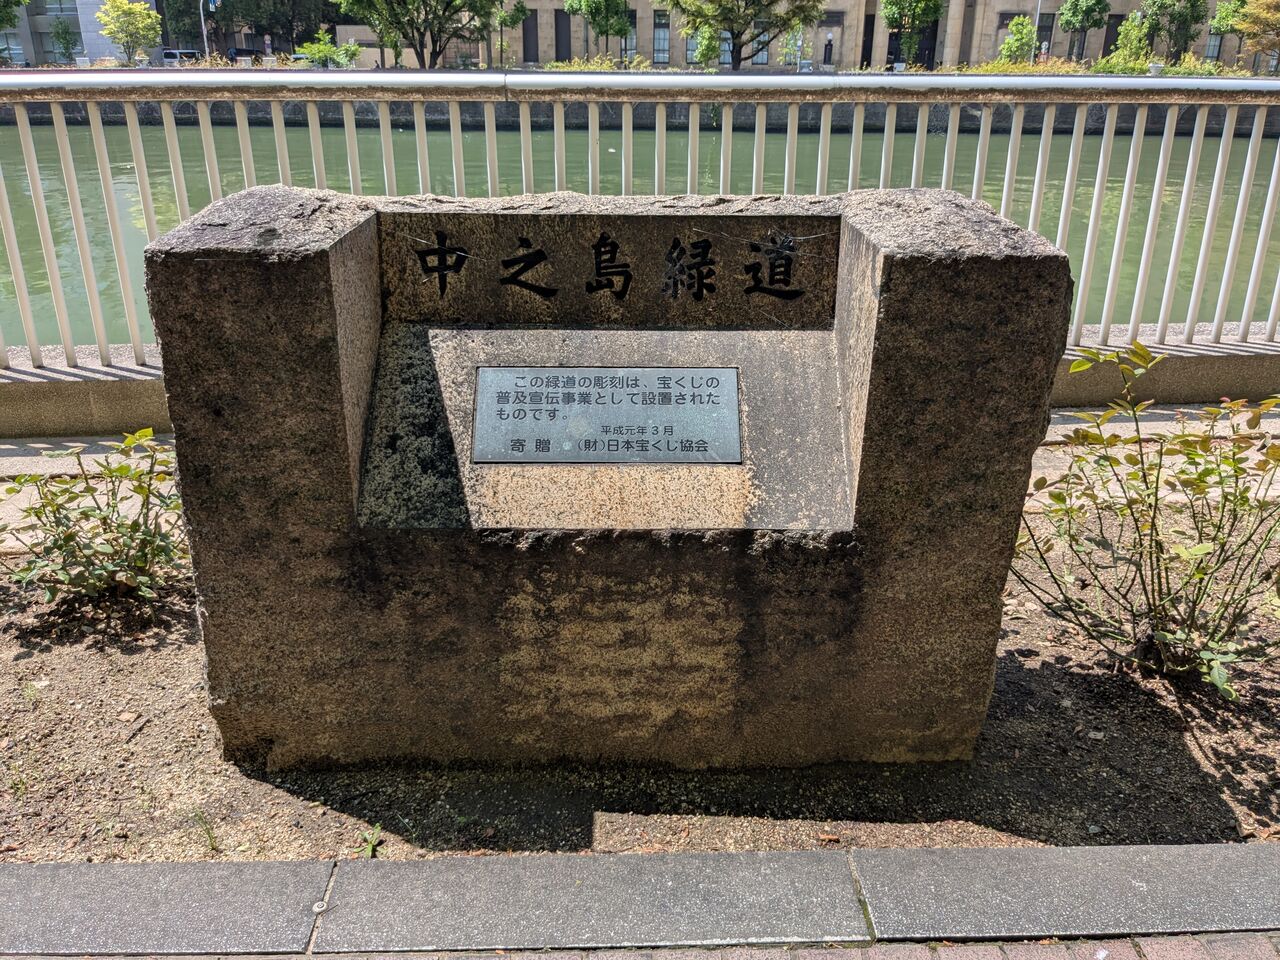 中之島緑道
この緑道の彫刻は、宝くじの
普及宣伝事業として設置された
ものです。
平成元年3月
寄贈 (財)日本宝くじ協会